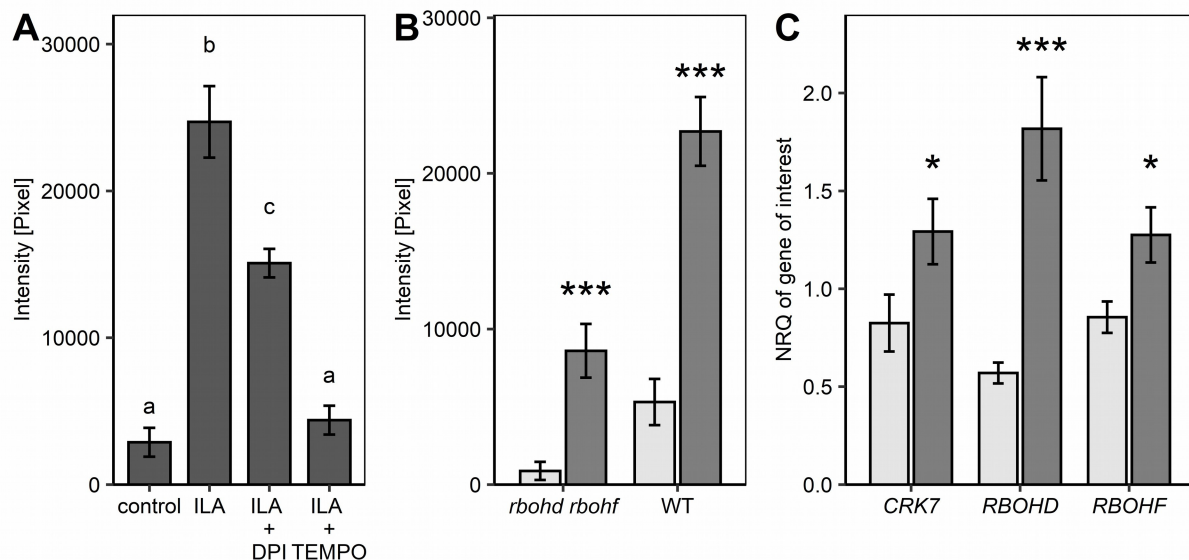 A
Intensity [Pixel]
30000
20000
10000
0
b
c
a
a
control ILA ILA ILA
+ +
DPI TEMPO
B
Intensity [Pixel]
30000
20000
10000
0
***
***
rbohd rbohf WT
C
NRQ of gene of interest
2.0
1.5
1.0
0.5
0.0
***
* *
CRK7 RBOHD RBOHF